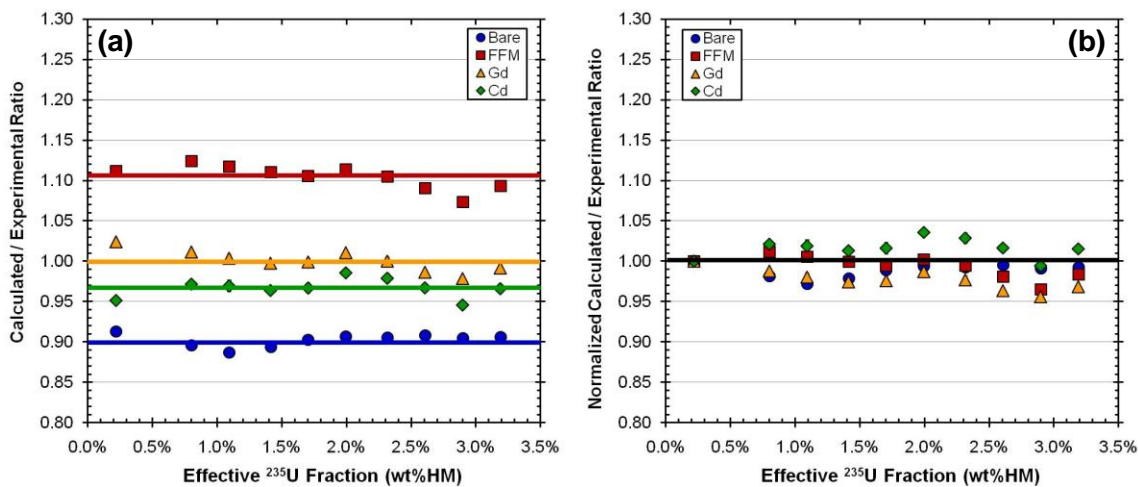 (a)
Bare
FFM
Gd
Cd
Calculated / Experimental Ratio
1.30
1.25
1.20
1.15
1.10
1.05
1.00
0.95
0.90
0.85
0.80
0.0% 0.5% 1.0% 1.5% 2.0% 2.5% 3.0% 3.5%
Effective ²³⁵U Fraction (wt%HM)
(b)
Bare
FFM
Gd
Cd
Normalized Calculated / Experimental Ratio
1.30
1.25
1.20
1.15
1.10
1.05
1.00
0.95
0.90
0.85
0.80
0.0% 0.5% 1.0% 1.5% 2.0% 2.5% 3.0% 3.5%
Effective ²³⁵U Fraction (wt%HM)